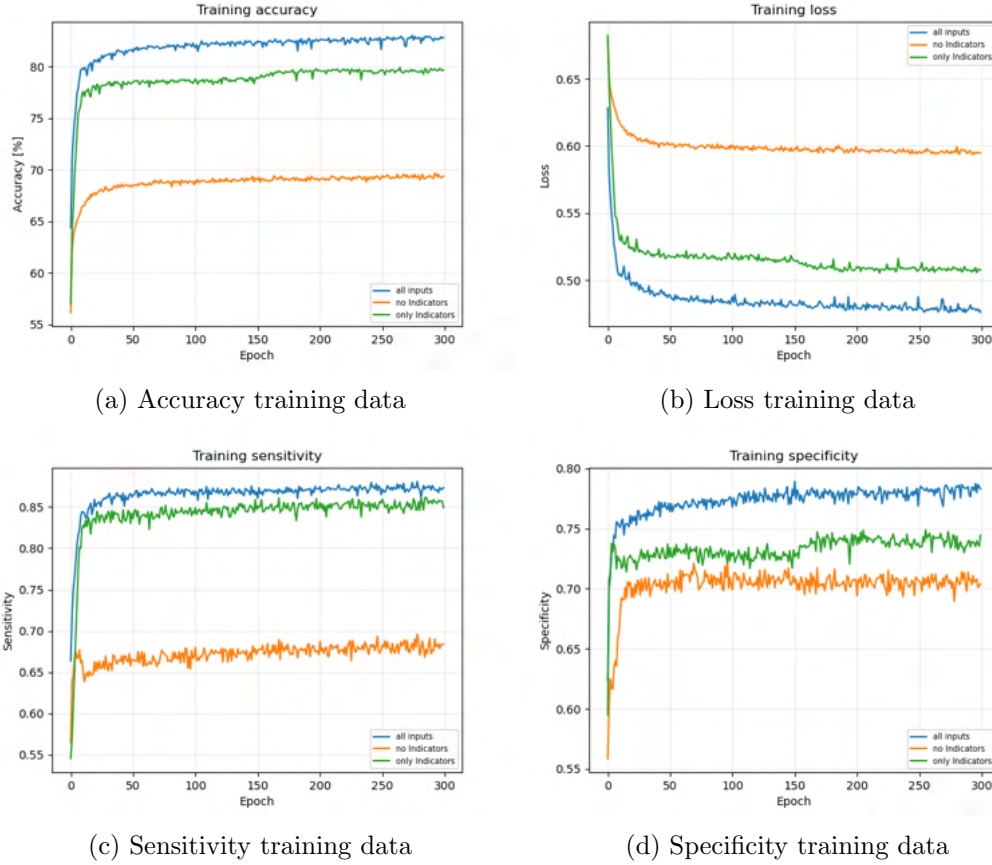 Training accuracy
Accuracy [%]
80
75
70
65
60
55
0
50
100
150
200
250
300
Epoch
all inputs
no Indicators
only Indicators
(a) Accuracy training data
Training loss
Loss
0.65
0.60
0.55
0.50
0
50
100
150
200
250
300
Epoch
all inputs
no Indicators
only Indicators
(b) Loss training data
Training sensitivity
Sensitivity
0.85
0.80
0.75
0.70
0.65
0.60
0.55
0
50
100
150
200
250
300
Epoch
all inputs
no Indicators
only Indicators
(c) Sensitivity training data
Training specificity
Specificity
0.80
0.75
0.70
0.65
0.60
0.55
0
50
100
150
200
250
300
Epoch
all inputs
no Indicators
only Indicators
(d) Specificity training data